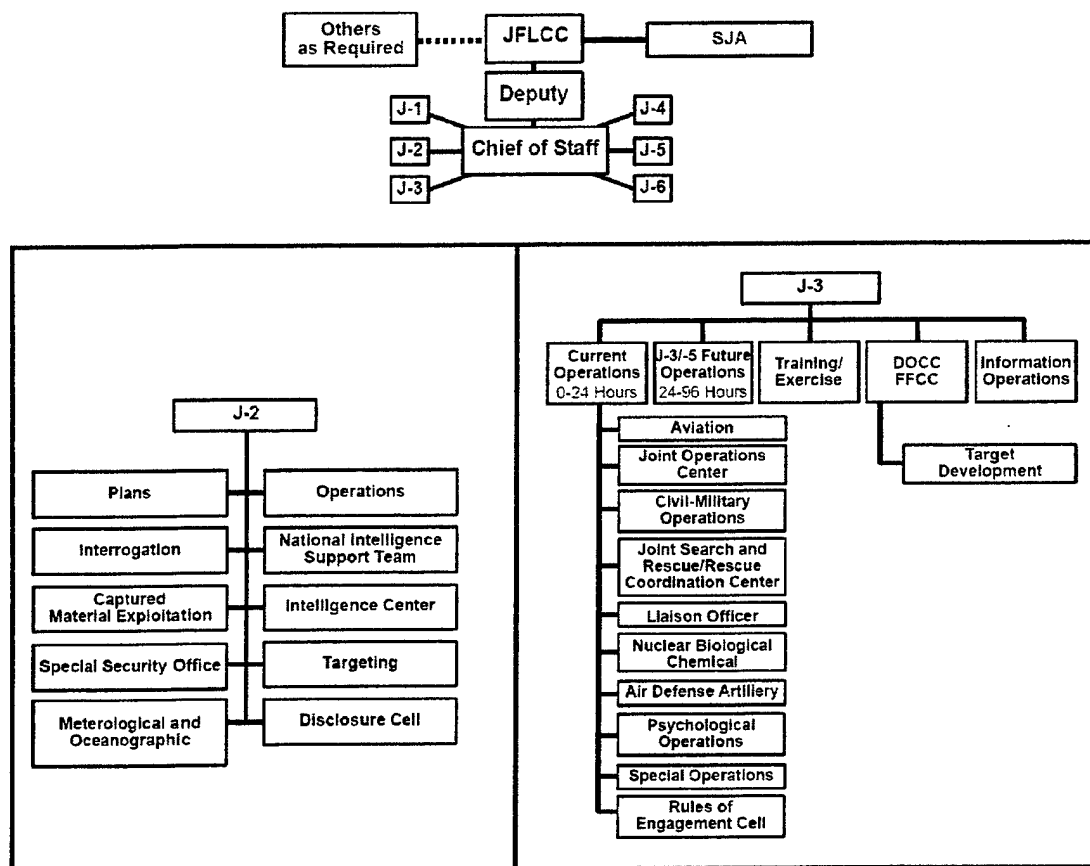 Others
as Required
JFLCC
SJA
Deputy
J-1
J-4
J-2
Chief of Staff
J-5
J-3
J-6
J-2
Plans
Operations
Interrogation
National Intelligence
Support Team
Captured
Material Exploitation
Intelligence Center
Special Security Office
Targeting
Meterological and
Oceanographic
Disclosure Cell
J-3
Current
Operations
0-24 Hours
J-3/-5 Future
Operations
24-96 Hours
Training/
Exercise
DOCC
FFCC
Information
Operations
Aviation
Joint Operations
Center
Civil-Military
Operations
Joint Search and
Rescue/Rescue
Coordination Center
Liaison Officer
Nuclear Biological
Chemical
Air Defense Artillery
Psychological
Operations
Special Operations
Rules of
Engagement Cell
Target
Development